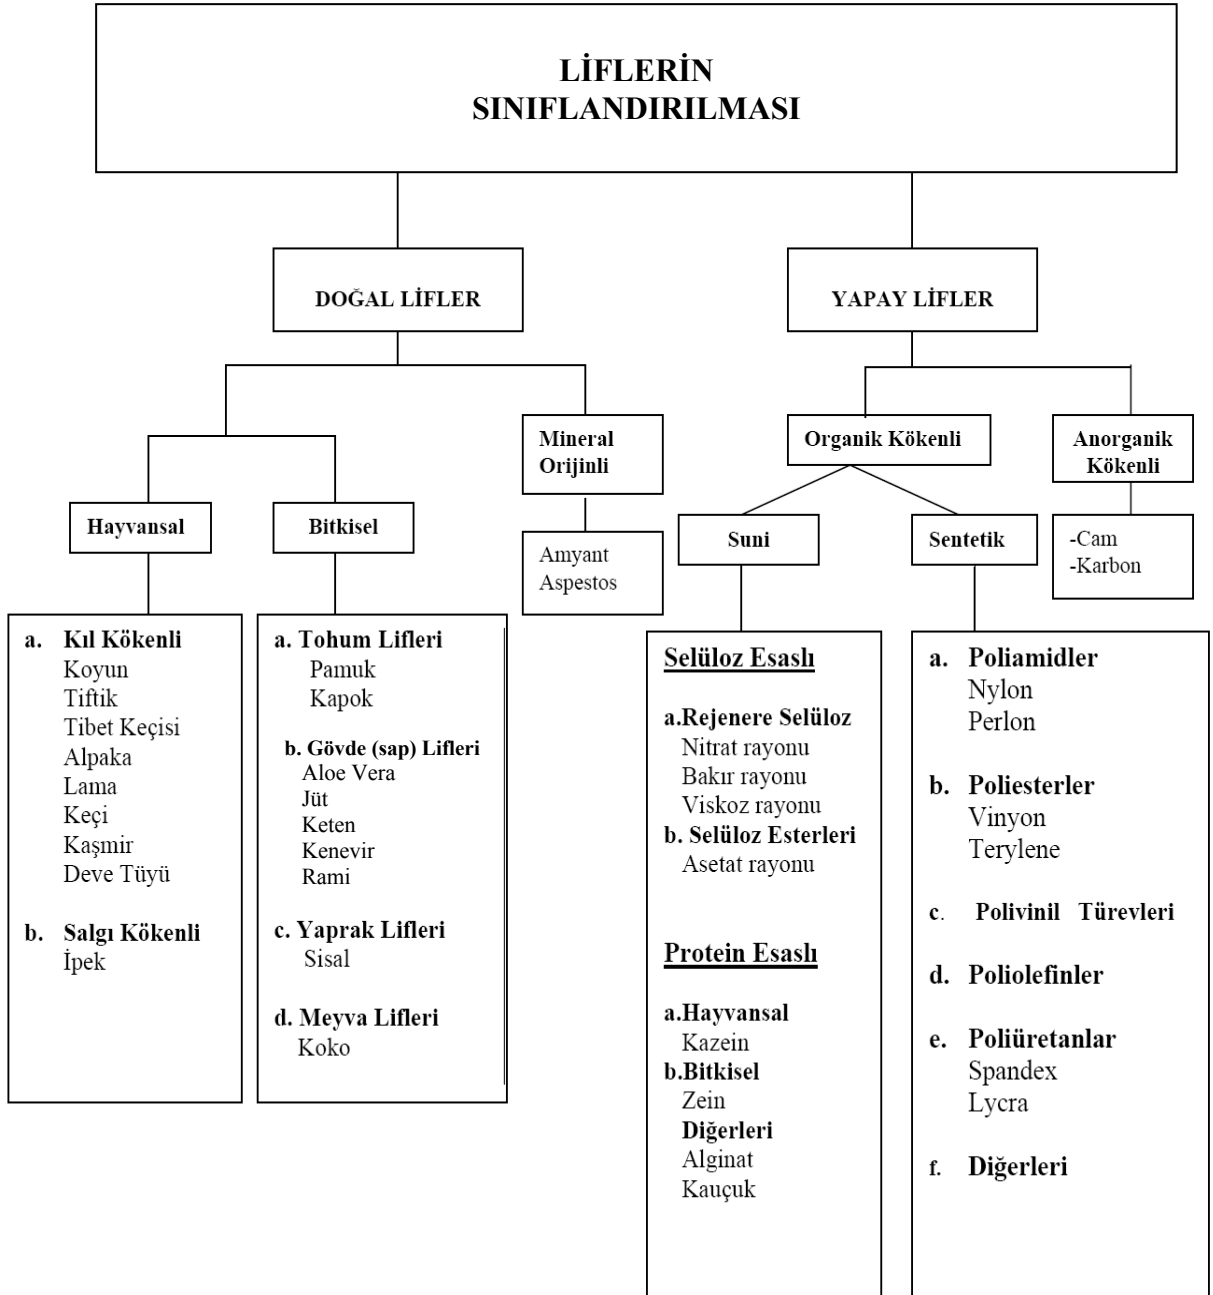 LİFLERİN
SINIFLANDIRILMASI
DOĞAL LİFLER
YAPAY LİFLER
Mineral
Orijinli
Organik Kökenli
Anorganik
Kökenli
Hayvansal
Bitkisel
Amyant
Aspestos
Suni
Sentetik
-Cam
-Karbon
a. Kıl Kökenli
Koyun
Tiftik
Tibet Keçisi
Alpaka
Lama
Keçi
Kaşmir
Deve Tüyü
b. Salgı Kökenli
İpek
a. Tohum Lifleri
Pamuk
Kapok
b. Gövde (sap) Lifleri
Aloe Vera
Jüt
Keten
Kenevir
Rami
c. Yaprak Lifleri
Sisal
d. Meyva Lifleri
Koko
Selüloz Esaslı
a.Rejenere Selüloz
Nitrat rayonu
Bakır rayonu
Viskoz rayonu
b. Selüloz Esterleri
Asetat rayonu
Protein Esaslı
a.Hayvansal
Kazein
b.Bitkisel
Zein
Diğerleri
Alginat
Kauçuk
a. Poliamidler
Nylon
Perlon
b. Poliesterler
Vinyon
Terylene
c. Polivinil Türevleri
d. Poliolefinler
e. Poliüretanlar
Spandex
Lycra
f. Diğerleri